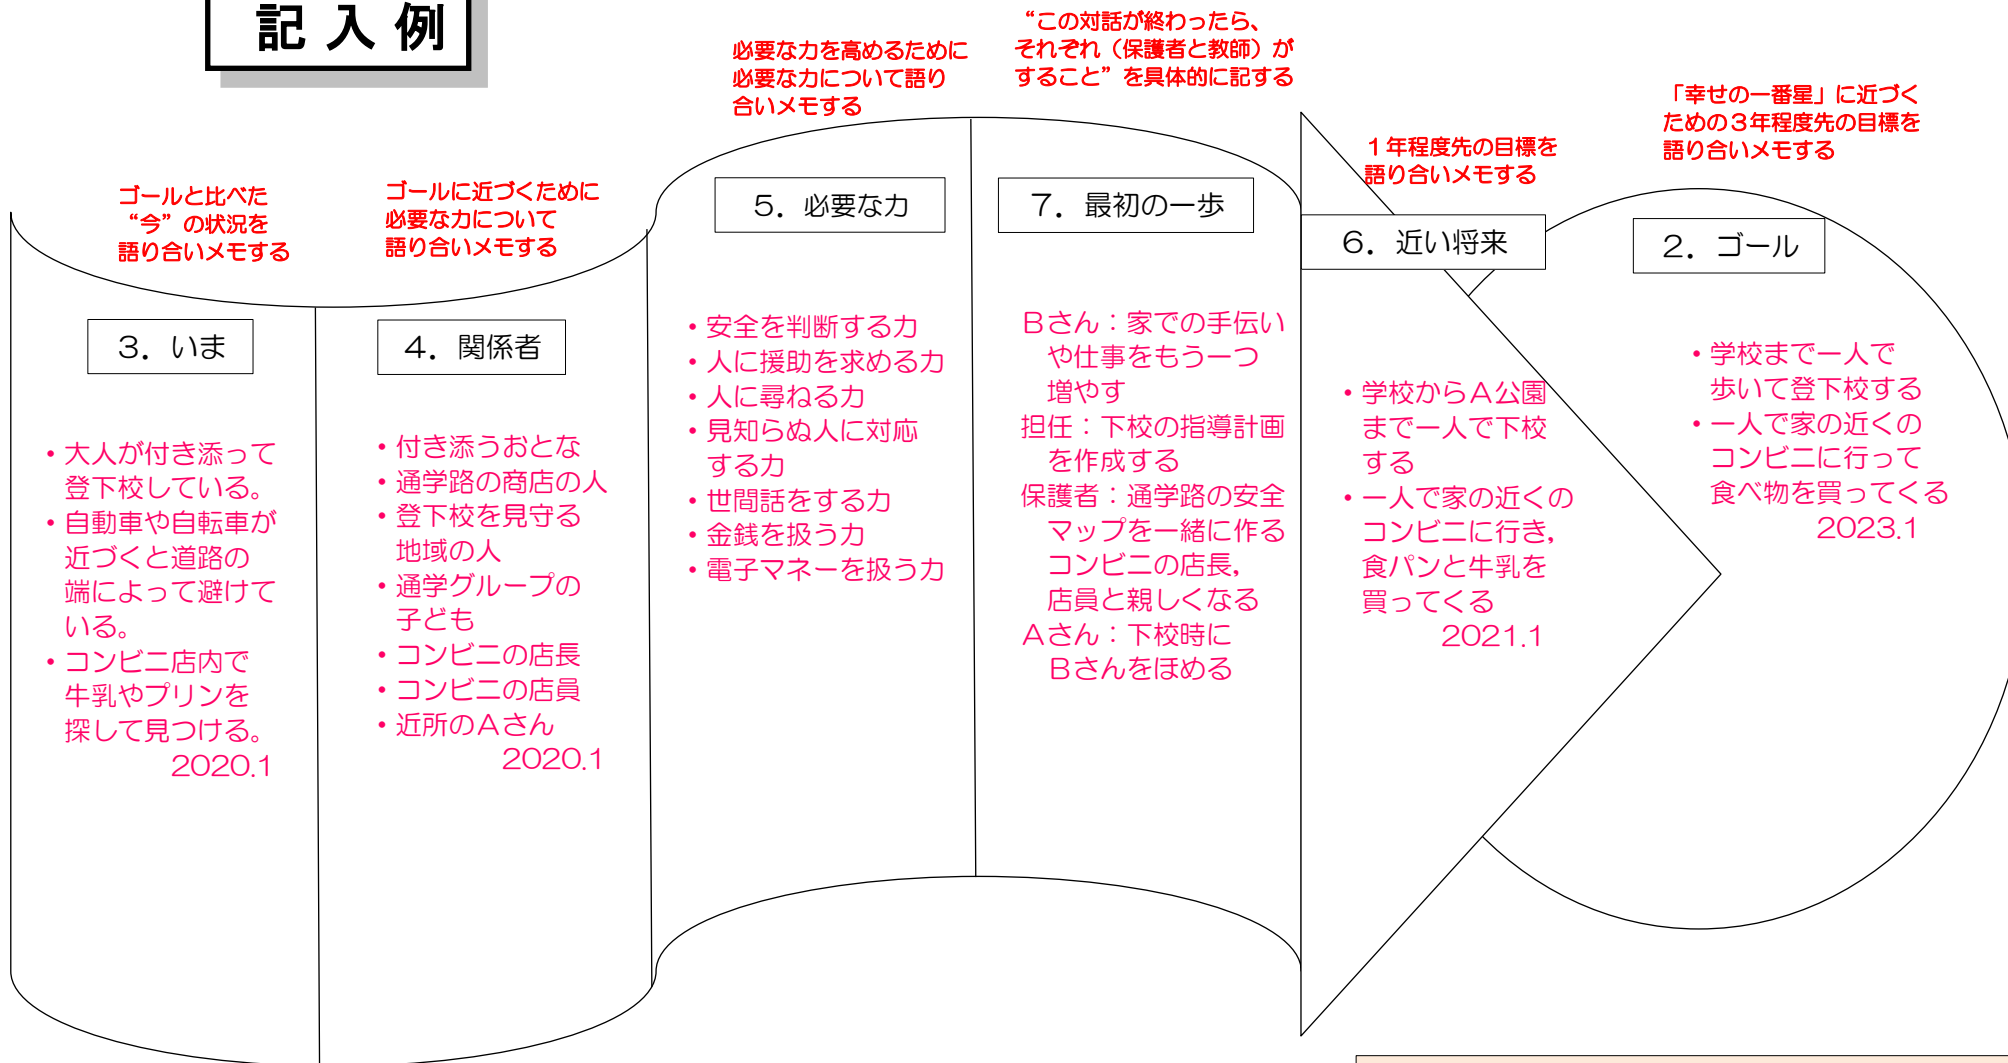 記入例
ゴールと比べた
“今”の状況を
語り合いメモする
3．いま
・大人が付き添って
登下校している。
・自動車や自転車が
近づくと道路の
端によって避けて
いる。
・コンビニ店内で
牛乳やプリンを
探して見つける。
2020.1
ゴールに近づくために
必要な力について
語り合いメモする
4．関係者
・付き添うおとな
・通学路の商店の人
・登下校を見守る
地域の人
・通学グループの
子ども
・コンビニの店長
・コンビニの店員
・近所のAさん
2020.1
必要な力を高めるために
必要な力について語り
合いメモする
5．必要な力
・安全を判断する力
・人に援助を求める力
・人に尋ねる力
・見知らぬ人に対応
する力
・世間話をする力
・金銭を扱う力
・電子マネーを扱う力
“この対話が終わったら、
それぞれ（保護者と教師）が
すること”を具体的に記する
7．最初の一歩
Bさん：家での手伝い
や仕事をもう一つ
増やす
担任：下校の指導計画
を作成する
保護者：通学路の安全
マップを一緒に作る
コンビニの店長，
店員と親しくなる
Aさん：下校時に
Bさんをほめる
1年程度先の目標を
語り合いメモする
6．近い将来
・学校からA公園
まで一人で下校
する
・一人で家の近くの
コンビニに行き，
食パンと牛乳を
買ってくる
2021.1
「幸せの一番星」に近づく
ための3年程度先の目標を
語り合いメモする
2．ゴール
・学校まで一人で
歩いて登下校する
・一人で家の近くの
コンビニに行って
食べ物を買ってくる
2023.1